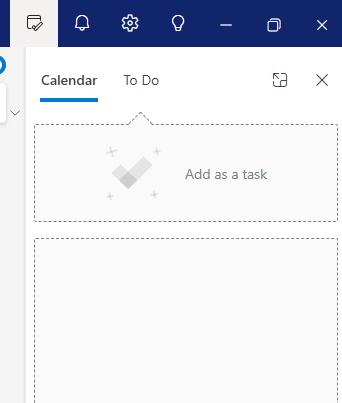 Calendar To Do
Add as a task